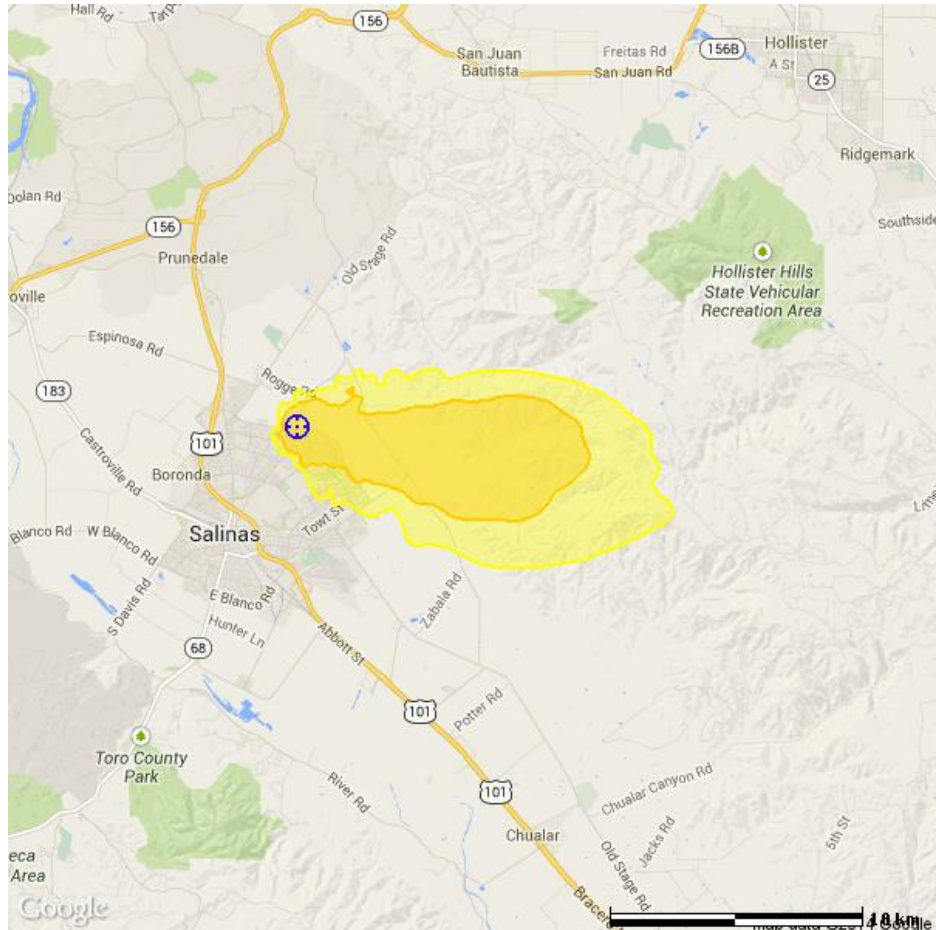 Hall Rd
156
San Juan
Bautista
Freitas Rd
156B
Hollister
A St
San Juan Rd
25
Ridgemark
Dolan Rd
156
Southside
Prunedale
Old Stage Rd
Hollister Hills
State Vehicular
Recreation Area
roville
Espinosa Rd
Rogge Rd
183
101
Castroville Rd
Boronda
Towt St
Salinas
Blanco Rd
W Blanco Rd
E Blanco Rd
S Davis Rd
Hunter Ln
Zabala Rd
68
Abbott St
101
Potter Rd
Toro County
Park
River Rd
101
Chualar Canyon Rd
Chualar
Jacks Rd
5th St
Old Stage Rd
eca
Area
Google